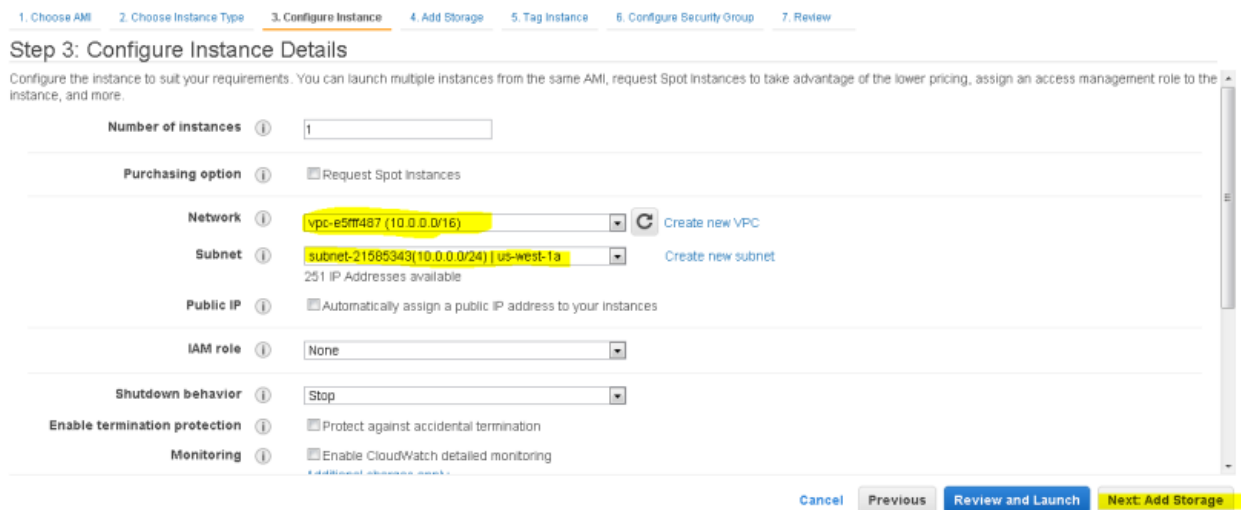 1. Choose AMI 2. Choose Instance Type 3. Configure Instance 4. Add Storage 5. Tag Instance 6. Configure Security Group 7. Review
Step 3: Configure Instance Details
Configure the instance to suit your requirements. You can launch multiple instances from the same AMI, request Spot Instances to take advantage of the lower pricing, assign an access management role to the
instance, and more.
Number of instances 1
Purchasing option Request Spot Instances
Network vpc-e5fff487 (10.0.0.0/16) Create new VPC
Subnet subnet-21585343(10.0.0.0/24) | us-west-1a Create new subnet
251 IP Addresses available
Public IP Automatically assign a public IP address to your instances
IAM role None
Shutdown behavior Stop
Enable termination protection Protect against accidental termination
Monitoring Enable CloudWatch detailed monitoring
Additional charges apply.
Cancel Previous Review and Launch Next: Add Storage